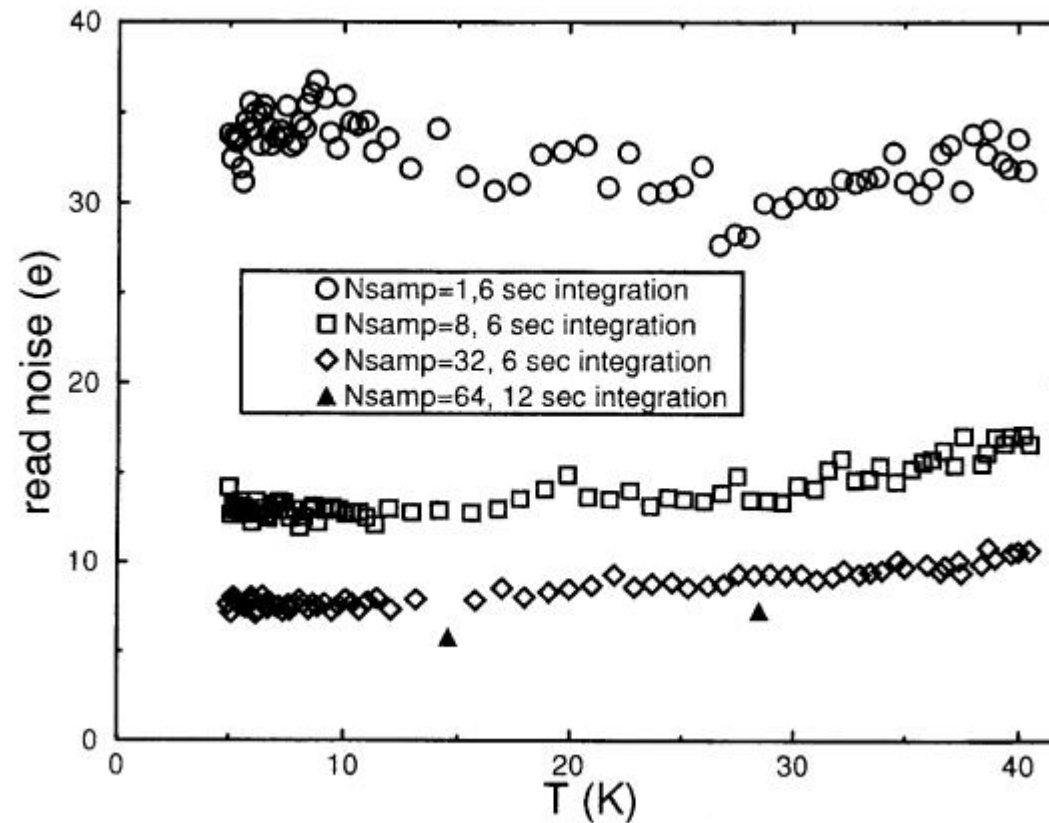 40
30
20
10
0
read noise (e)
Nsamp=1,6 sec integration
Nsamp=8, 6 sec integration
Nsamp=32, 6 sec integration
Nsamp=64, 12 sec integration
0 10 20 30 40
T (K)